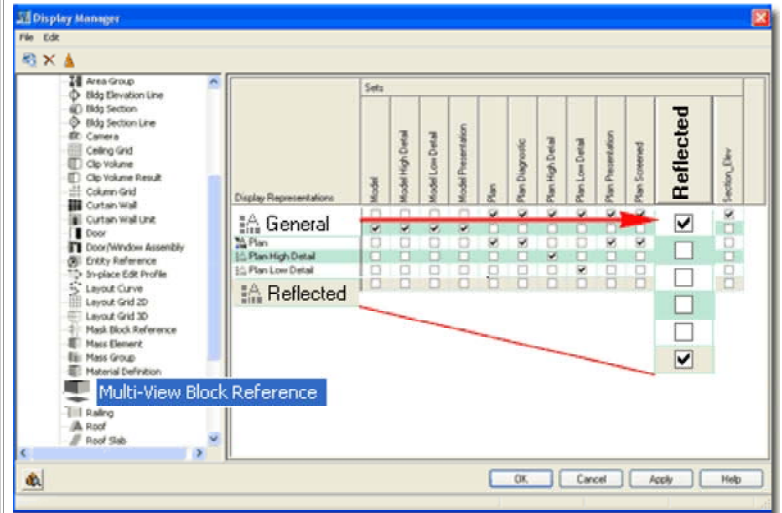 Display Manager
File Edit
Area Group
Bldg Elevation Line
Bldg Section
Bldg Section Line
Camera
Ceiling Grid
Clip Volume
Clip Volume Result
Column Grid
Curtain Wall
Curtain Wall Unit
Door
Door/Window Assembly
Entity Reference
In-place Edit Profile
Layout Curve
Layout Grid 2D
Layout Grid 3D
Mask Block Reference
Mass Element
Mass Group
Material Definition
Multi-View Block Reference
Railing
Roof
Roof Slab
Sets
Display Representations
Model
Model High Detail
Model Low Detail
Model Presentation
Plan
Plan Diagnostic
Plan High Detail
Plan Low Detail
Plan Presentation
Plan Screened
Reflected
Section_Elev
General
Plan
Plan High Detail
Plan Low Detail
Reflected
OK
Cancel
Apply
Help